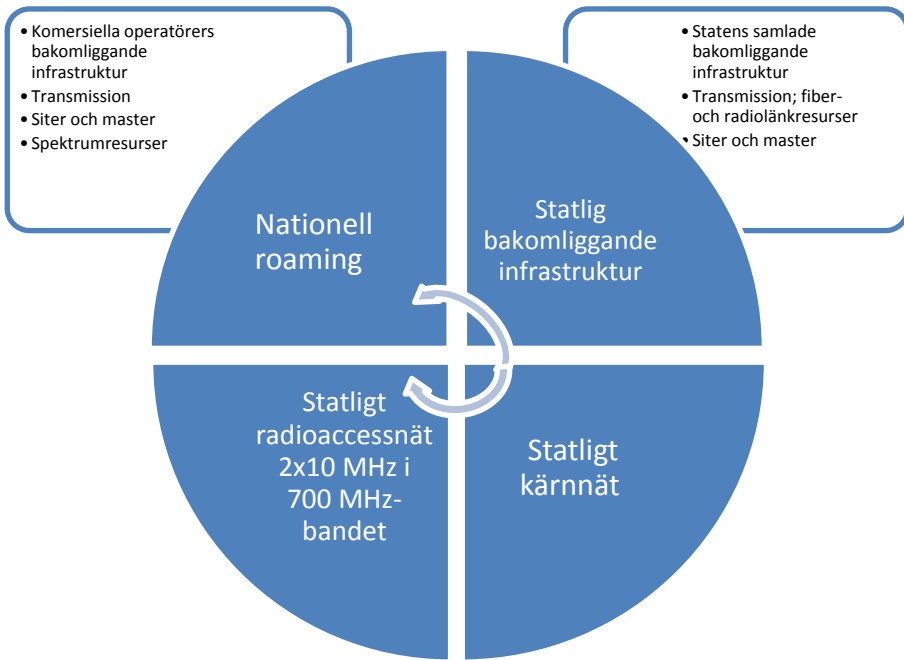 • Komersiella operatörers
bakomliggande
infrastruktur
• Transmission
• Siter och master
• Spektrumresurser
• Statens samlade
bakomliggande
infrastruktur
• Transmission; fiber-
och radiolänkresurser
• Siter och master
Nationell
roaming
Statlig
bakomliggande
infrastruktur
Statligt
radioaccessnät
2x10 MHz i
700 MHz-
bandet
Statligt
kärnnät